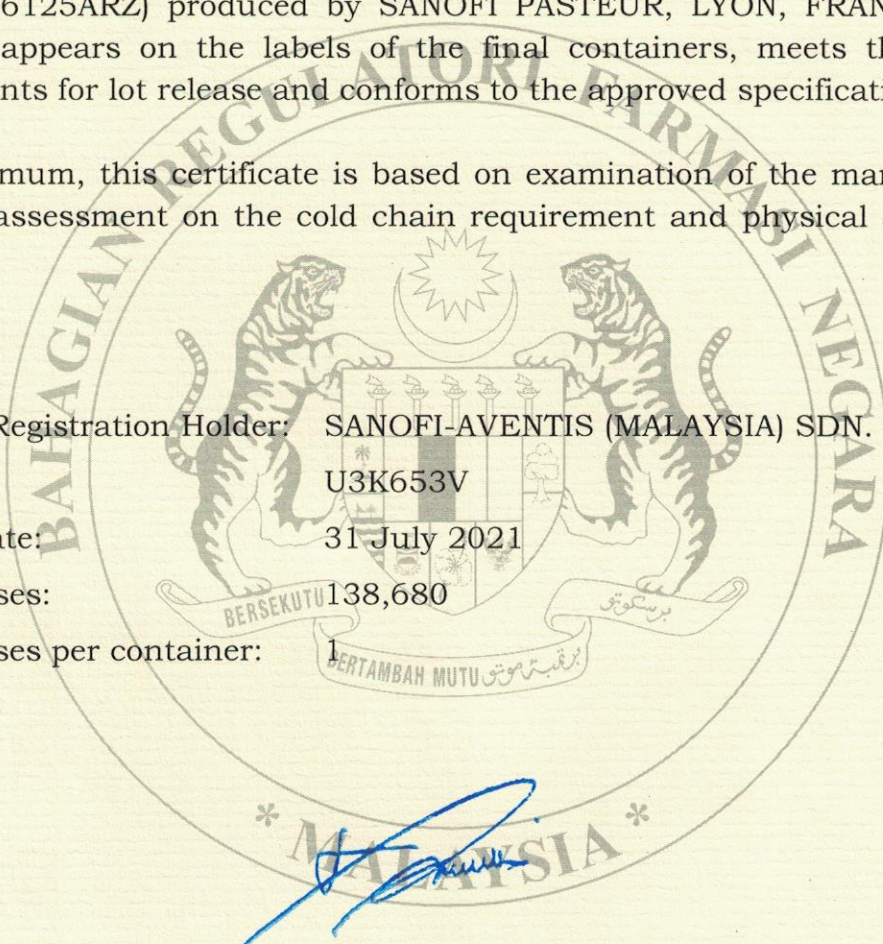 6125ARZ) produced by SANOFI PASTEUR, LYON, FRAN
appears on the labels of the final containers, meets th
nts for lot release and conforms to the approved specificati
mum, this certificate is based on examination of the man
assessment on the cold chain requirement and physical
Registration Holder: SANOFI-AVENTIS (MALAYSIA) SDN.
U3K653V
ate: 31 July 2021
ses: 138,680
ses per container: 1
BAHAGIAN REGULATORI FARMASI NEGARA
* MALAYSIA *
BERSEKUTU
برسكوتو
BERTAMBAH MUTU